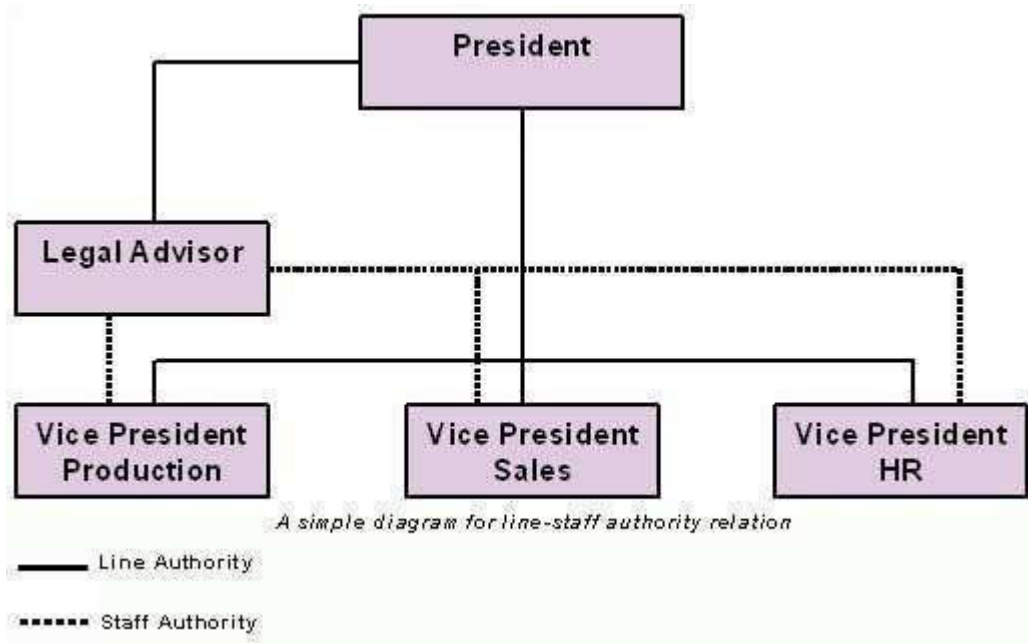 President
Legal Advisor
Vice President
Production
Vice President
Sales
Vice President
HR
A simple diagram for line-staff authority relation
Line Authority
Staff Authority